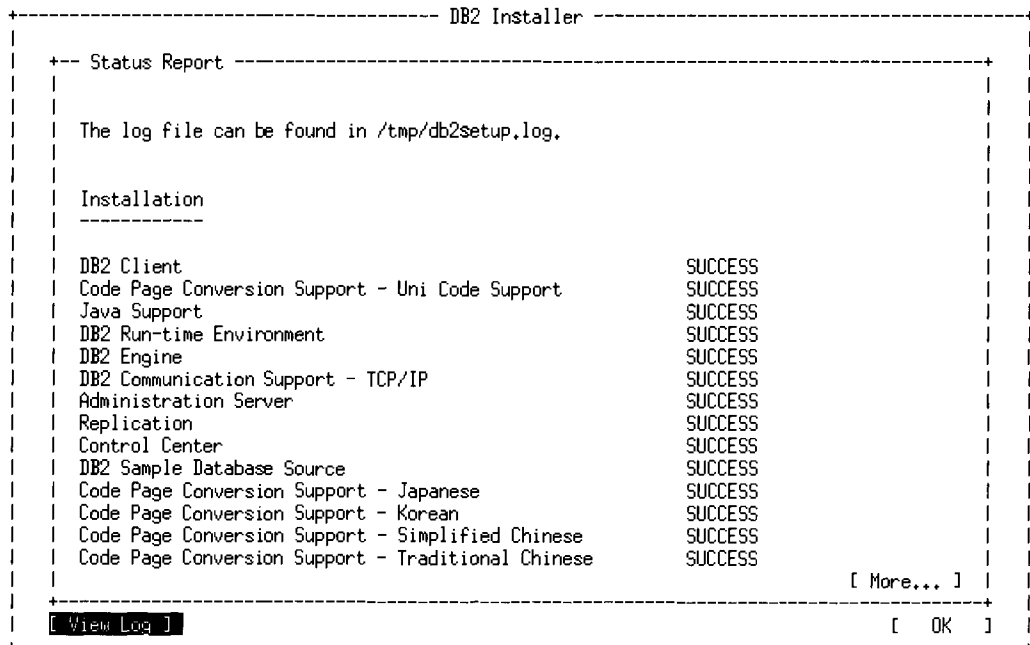 DB2 Installer
Status Report
The log file can be found in /tmp/db2setup.log.
Installation
------------
DB2 Client SUCCESS
Code Page Conversion Support - Uni Code Support SUCCESS
Java Support SUCCESS
DB2 Run-time Environment SUCCESS
DB2 Engine SUCCESS
DB2 Communication Support - TCP/IP SUCCESS
Administration Server SUCCESS
Replication SUCCESS
Control Center SUCCESS
DB2 Sample Database Source SUCCESS
Code Page Conversion Support - Japanese SUCCESS
Code Page Conversion Support - Korean SUCCESS
Code Page Conversion Support - Simplified Chinese SUCCESS
Code Page Conversion Support - Traditional Chinese SUCCESS
[ More... ]
[ View Log ] [ OK ]